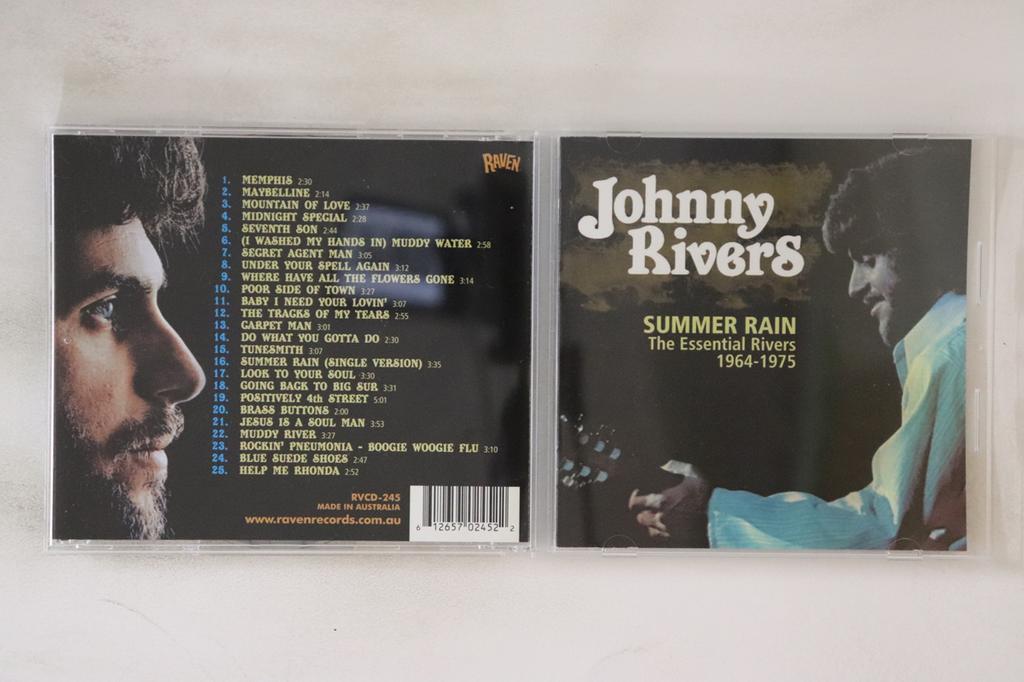 RAVEN
1. MEMPHIS 2:30
2. MAYBELLINE 2:14
3. MOUNTAIN OF LOVE 2:37
4. MIDNIGHT SPECIAL 2:28
5. SEVENTH SON 2:44
6. (I WASHED MY HANDS IN) MUDDY WATER 2:58
7. SECRET AGENT MAN 3:05
8. UNDER YOUR SPELL AGAIN 3:12
9. WHERE HAVE ALL THE FLOWERS GONE 3:14
10. POOR SIDE OF TOWN 3:27
11. BABY I NEED YOUR LOVIN' 3:07
12. THE TRACKS OF MY TEARS 2:55
13. CARPET MAN 3:01
14. DO WHAT YOU GOTTA DO 2:30
15. TUNESMITH 3:07
16. SUMMER RAIN (SINGLE VERSION) 3:35
17. LOOK TO YOUR SOUL 3:30
18. GOING BACK TO BIG SUR 3:31
19. POSITIVELY 4th STREET 5:01
20. BRASS BUTTONS 2:00
21. JESUS IS A SOUL MAN 3:53
22. MUDDY RIVER 3:27
23. ROCKIN' PNEUMONIA - BOOGIE WOOGIE FLU 3:10
24. BLUE SUEDE SHOES 2:47
25. HELP ME RHONDA 2:52
RVCD-245
MADE IN AUSTRALIA
www.ravenrecords.com.au
6 12657 02452 2
Johnny
Rivers
SUMMER RAIN
The Essential Rivers
1964-1975